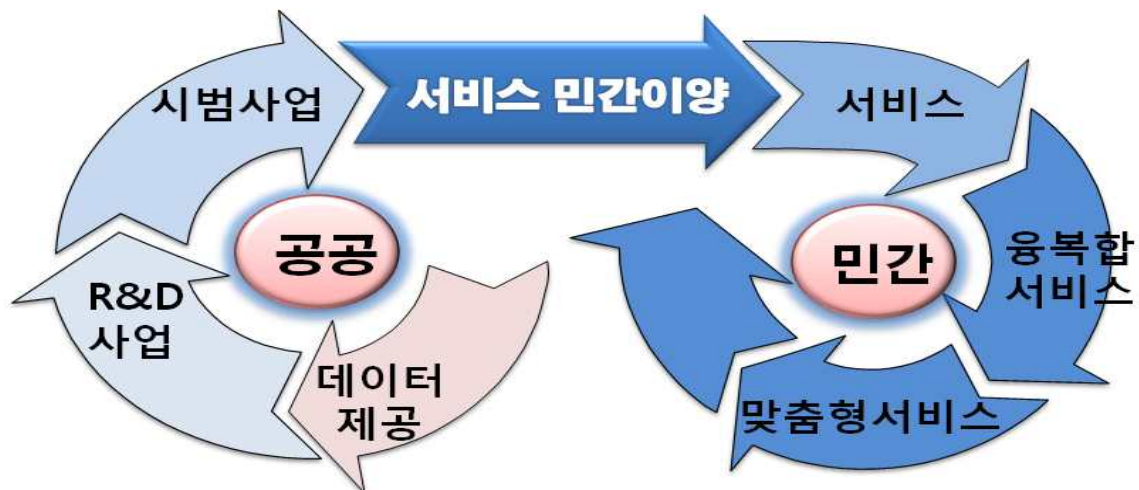 시범사업
서비스 민간이양
서비스
공공
민간
융복합
서비스
R&D
사업
데이터
제공
맞춤형서비스